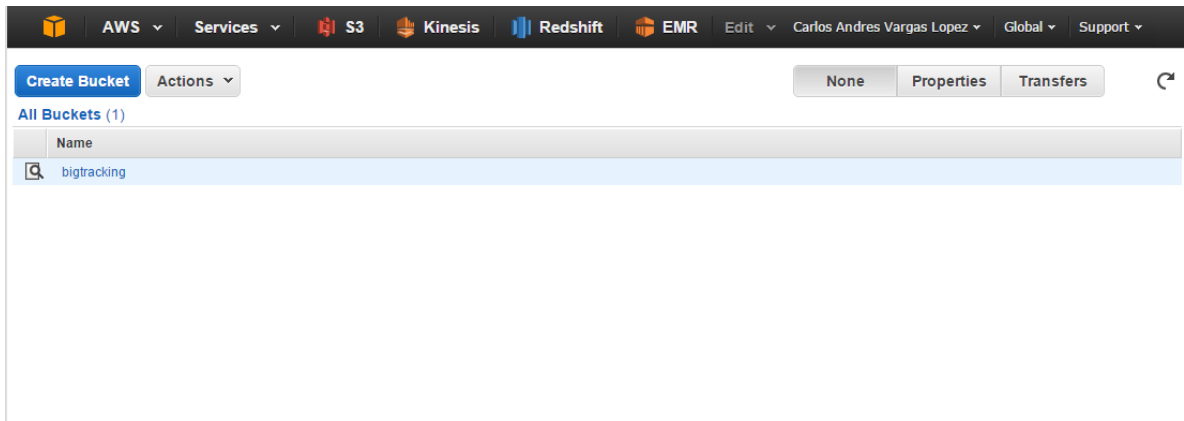 AWS Services S3 Kinesis Redshift EMR Edit Carlos Andres Vargas Lopez Global Support
Create Bucket Actions None Properties Transfers
All Buckets (1)
Name
bigtracking